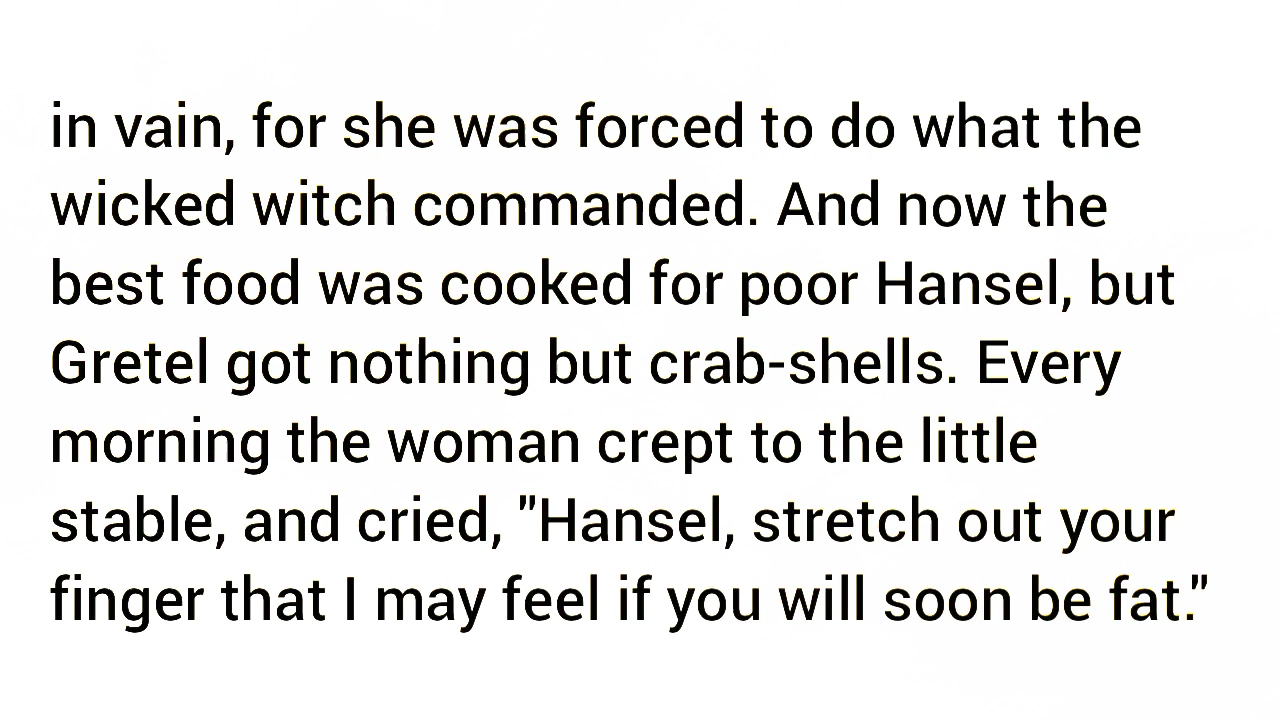 in vain, for she was forced to do what the
wicked witch commanded. And now the
best food was cooked for poor Hansel, but
Gretel got nothing but crab-shells. Every
morning the woman crept to the little
stable, and cried, "Hansel, stretch out your
finger that I may feel if you will soon be fat."